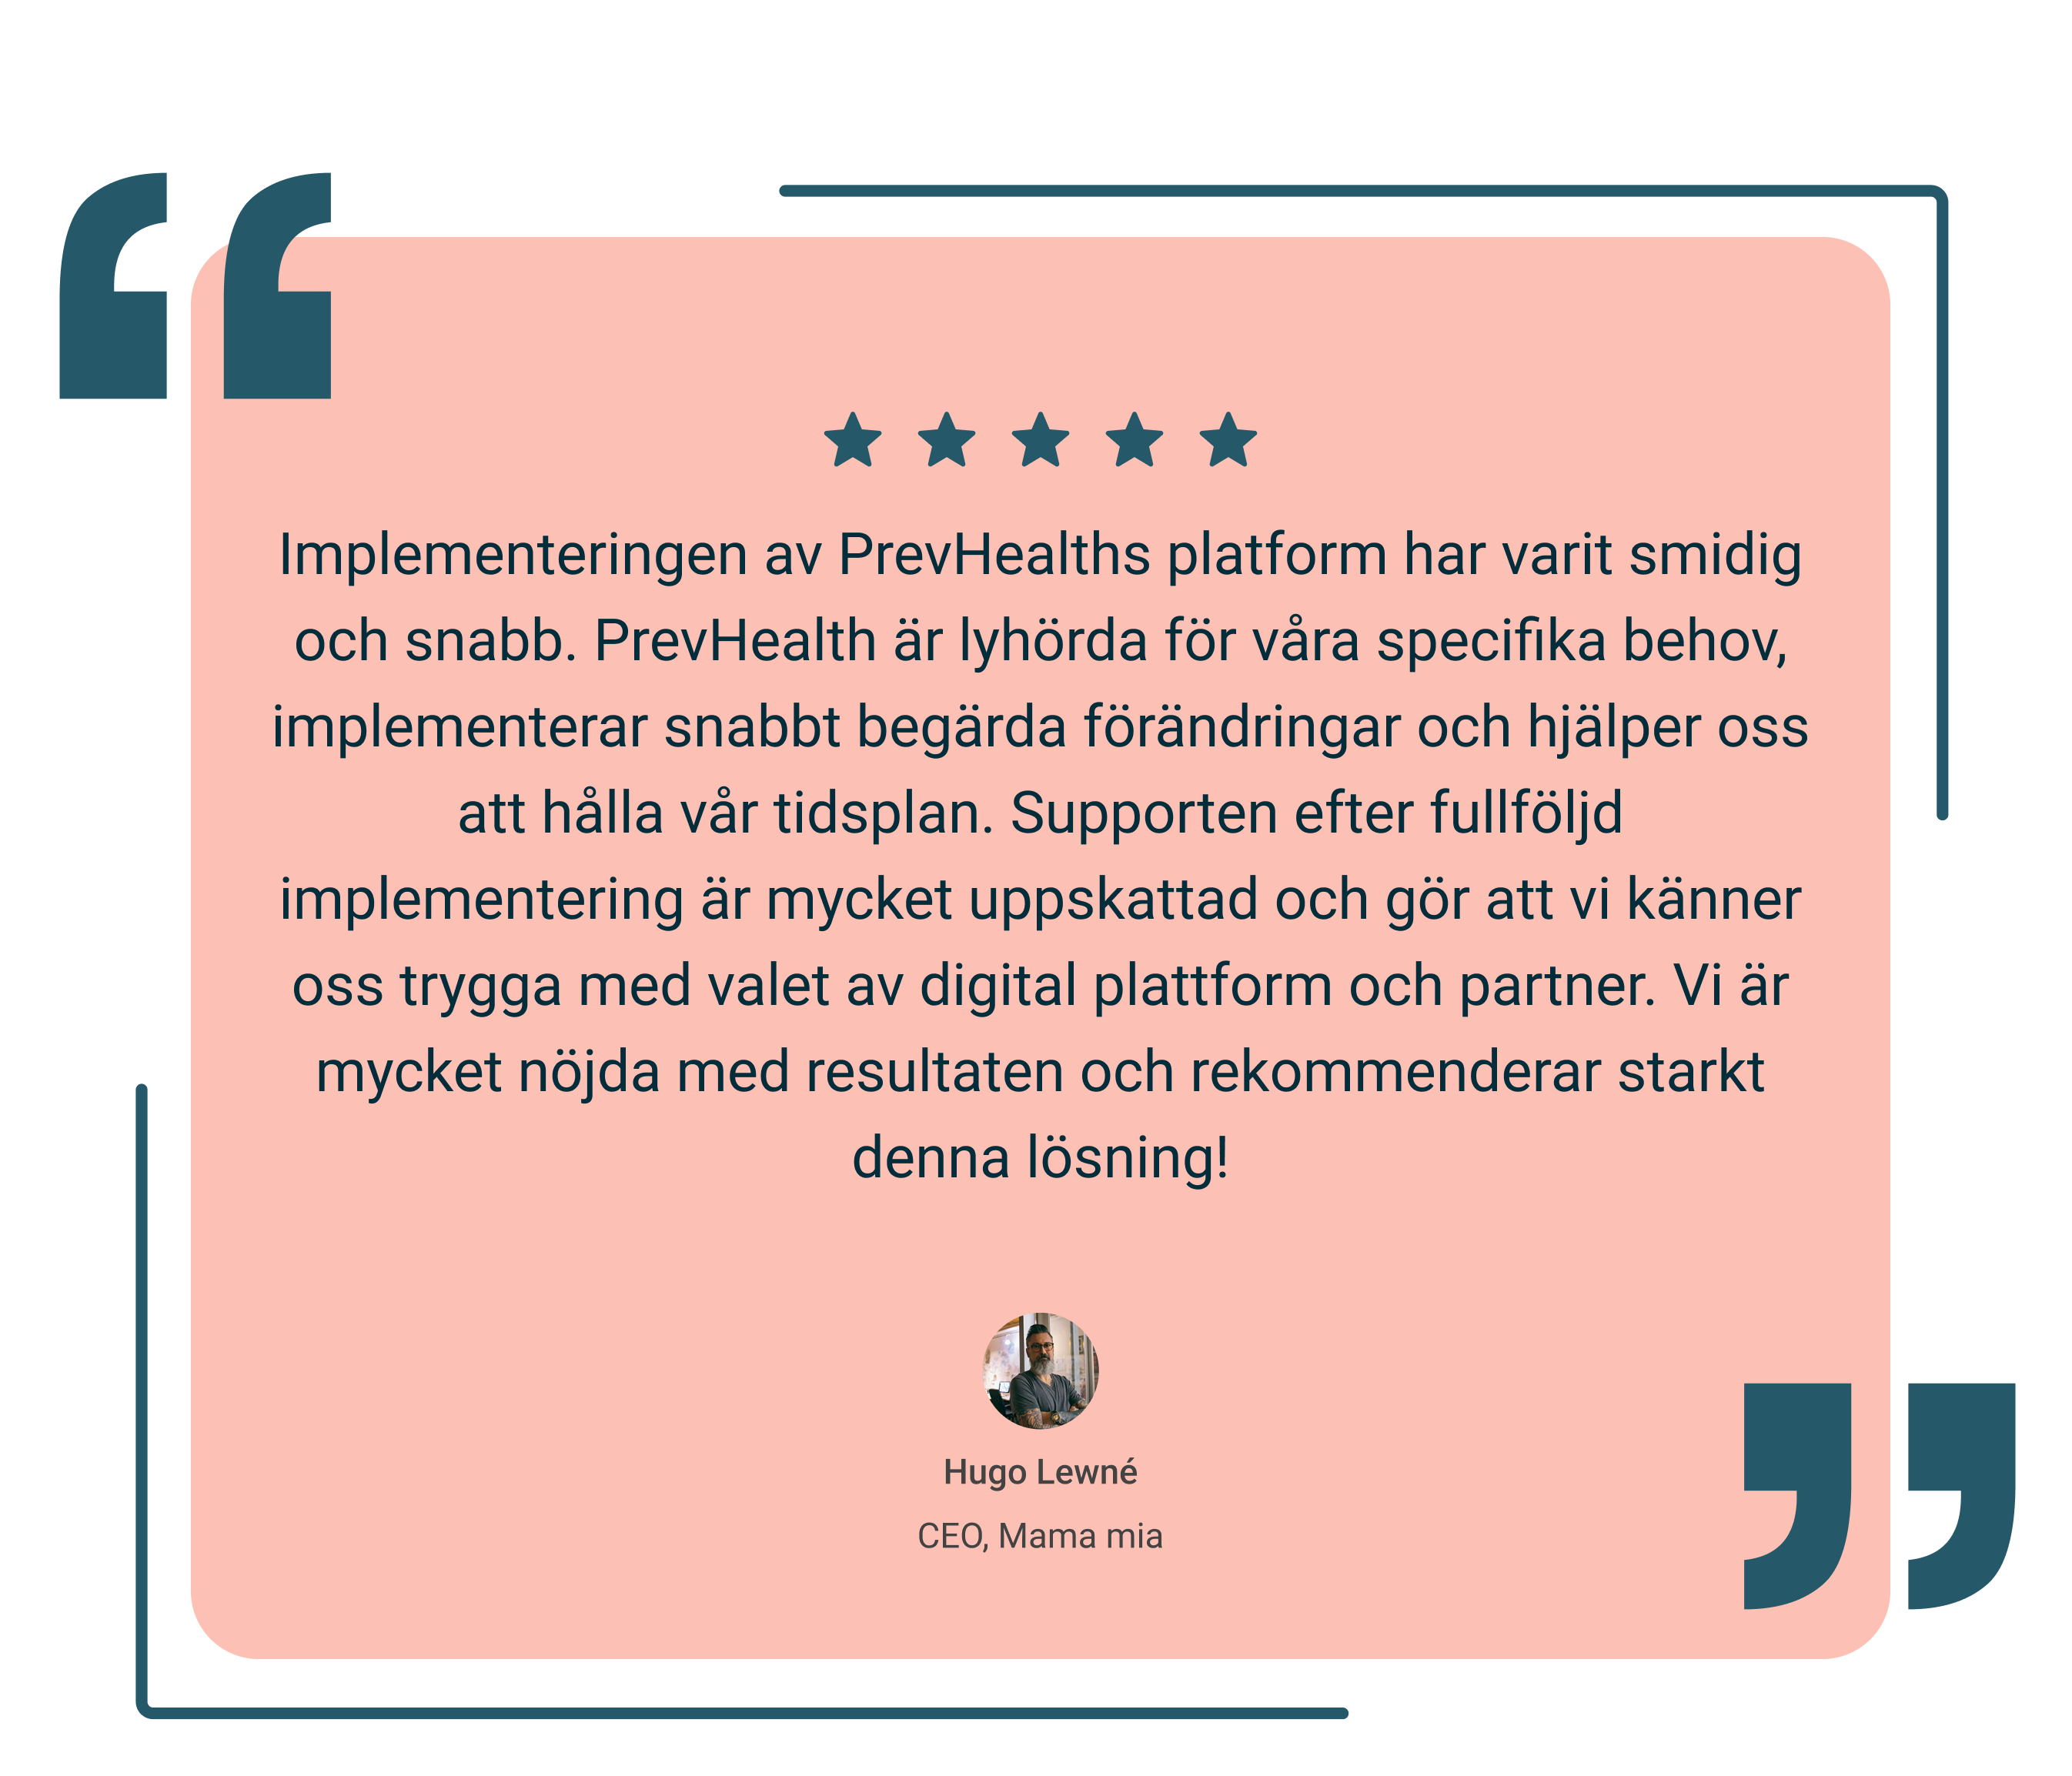 Implementeringen av PrevHealths platform har varit smidig
och snabb. PrevHealth är lyhörda för våra specifika behov,
implementerar snabbt begärda förändringar och hjälper oss
att hålla vår tidsplan. Supporten efter fullföljd
implementering är mycket uppskattad och gör att vi känner
oss trygga med valet av digital plattform och partner. Vi är
mycket nöjda med resultaten och rekommenderar starkt
denna lösning!
Hugo Lewné
CEO, Mama mia